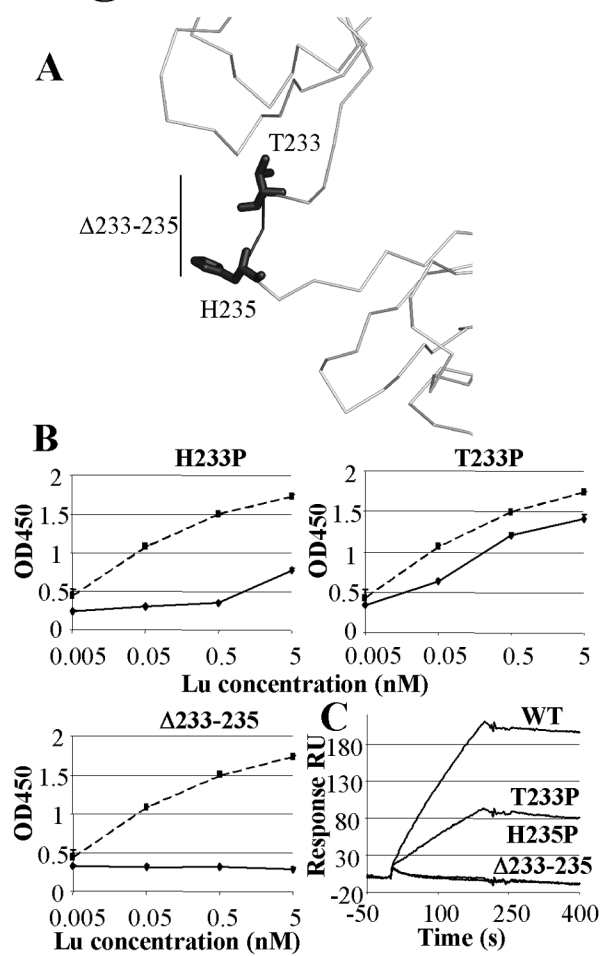 A
T233
Δ233-235
H235
B
H233P
T233P
OD450
2
1.5
1
0.5
0
0.005 0.05 0.5 5
OD450
2
1.5
1
0.5
0
0.005 0.05 0.5 5
Lu concentration (nM)
Δ233-235
OD450
2
1.5
1
0.5
0
0.005 0.05 0.5 5
Lu concentration (nM)
C
Response RU
180
130
80
30
-20
WT
T233P
H235P
Δ233-235
-50 100 250 400
Time (s)